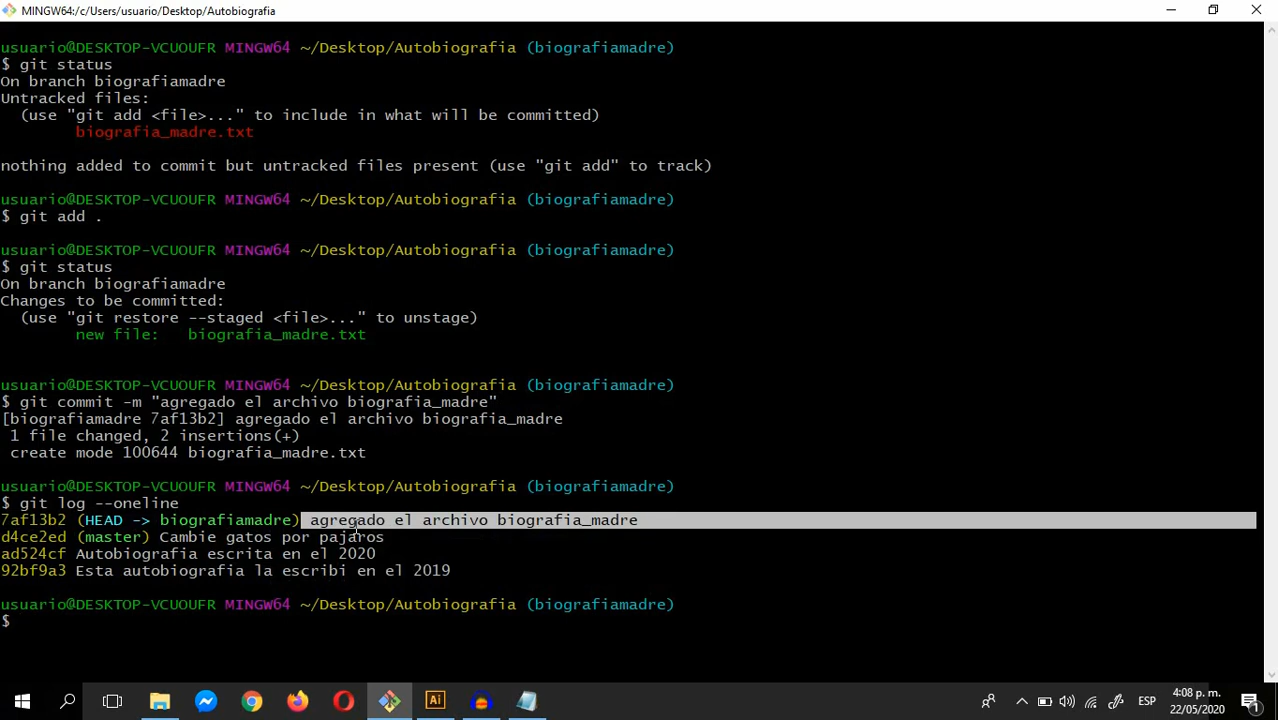 MINGW64:/c/Users/usuario/Desktop/Autobiografia
usuario@DESKTOP-VCUOUFR MINGW64 ~/Desktop/Autobiografia (biografiamadre)
$ git status
On branch biografiamadre
Untracked files:
  (use "git add <file>..." to include in what will be committed)
        biografia_madre.txt
nothing added to commit but untracked files present (use "git add" to track)
usuario@DESKTOP-VCUOUFR MINGW64 ~/Desktop/Autobiografia (biografiamadre)
$ git add .
usuario@DESKTOP-VCUOUFR MINGW64 ~/Desktop/Autobiografia (biografiamadre)
$ git status
On branch biografiamadre
Changes to be committed:
  (use "git restore --staged <file>..." to unstage)
        new file:   biografia_madre.txt
usuario@DESKTOP-VCUOUFR MINGW64 ~/Desktop/Autobiografia (biografiamadre)
$ git commit -m "agregado el archivo biografia_madre"
[biografiamadre 7af13b2] agregado el archivo biografia_madre
 1 file changed, 2 insertions(+)
 create mode 100644 biografia_madre.txt
usuario@DESKTOP-VCUOUFR MINGW64 ~/Desktop/Autobiografia (biografiamadre)
$ git log --oneline
7af13b2 (HEAD -> biografiamadre) agregado el archivo biografia_madre
d4ce2ed (master) Cambie gatos por pajaros
ad524cf Autobiografia escrita en el 2020
92bf9a3 Esta autobiografia la escribi en el 2019
usuario@DESKTOP-VCUOUFR MINGW64 ~/Desktop/Autobiografia (biografiamadre)
$
Ai
ESP
4:08 p. m.
22/05/2020
1